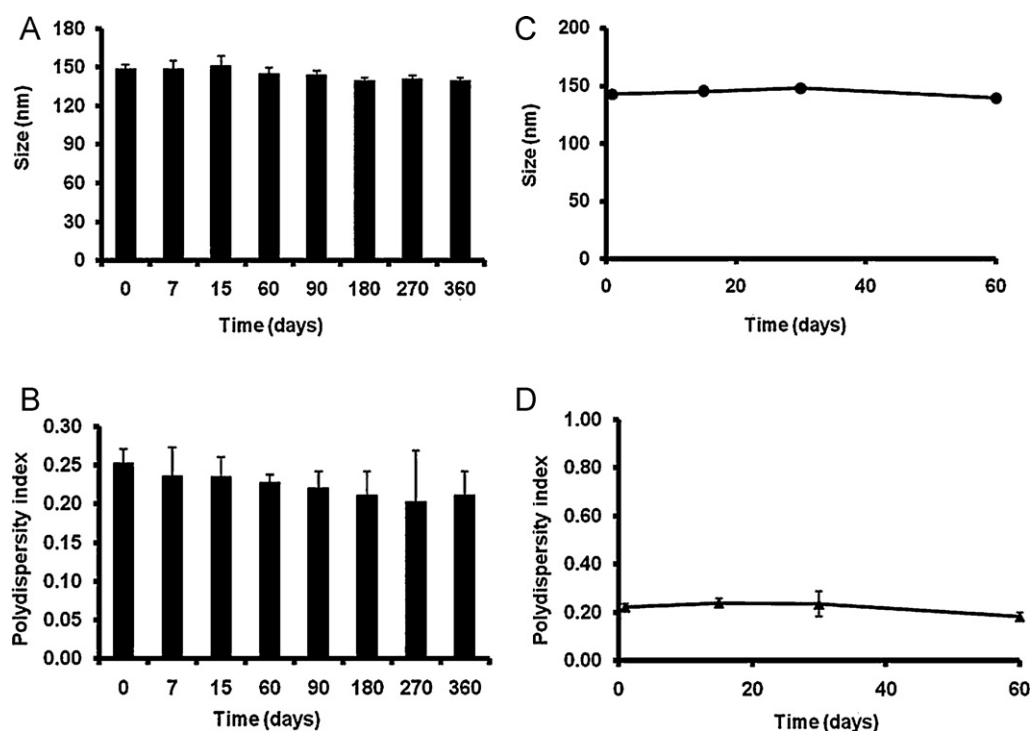 A
180
150
120
90
60
30
0
Size (nm)
0 7 15 60 90 180 270 360
Time (days)
C
200
150
100
50
0
Size (nm)
0 20 40 60
Time (days)
B
0.30
0.25
0.20
0.15
0.10
0.05
0.00
Polydispersity index
0 7 15 60 90 180 270 360
Time (days)
D
1.00
0.80
0.60
0.40
0.20
0.00
Polydispersity index
0 20 40 60
Time (days)